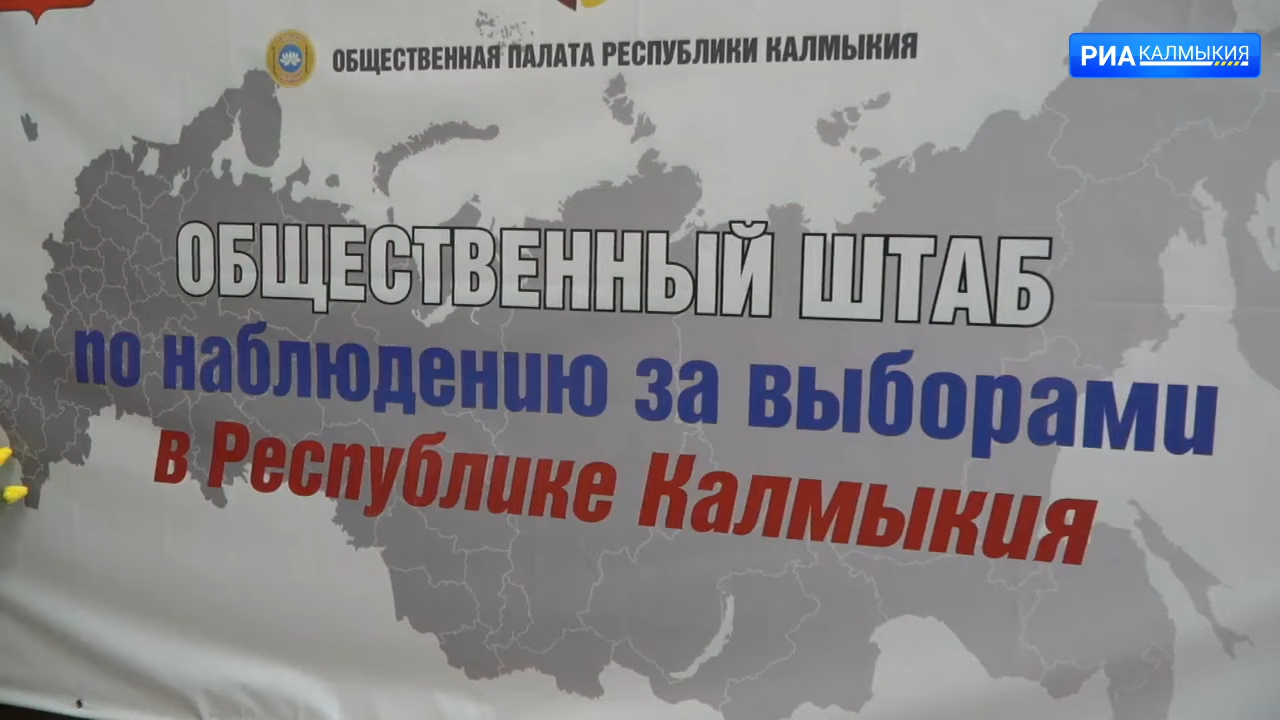 ОБЩЕСТВЕННАЯ ПАЛАТА РЕСПУБЛИКИ КАЛМЫКИЯ
РИА КАЛМЫКИЯ
ОБЩЕСТВЕННЫЙ ШТАБ
по наблюдению за выборами
в Республике Калмыкия